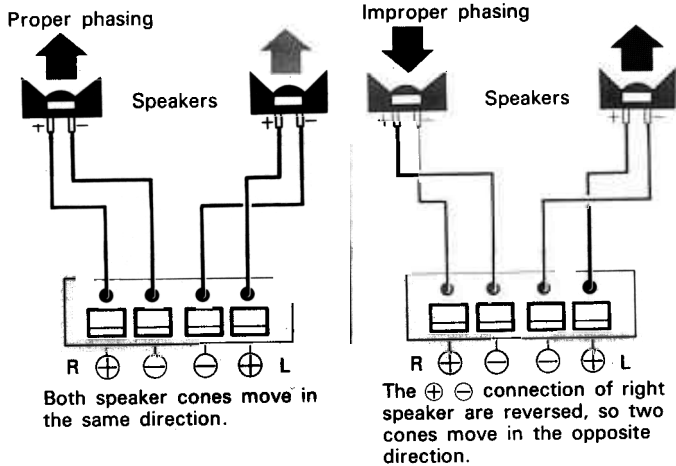 Proper phasing
Speakers
+ − + −
R ⊕ ⊖ ⊖ ⊕ L
Both speaker cones move in
the same direction.
Improper phasing
Speakers
+ − + −
R ⊕ ⊖ ⊖ ⊕ L
The ⊕ ⊖ connection of right
speaker are reversed, so two
cones move in the opposite
direction.